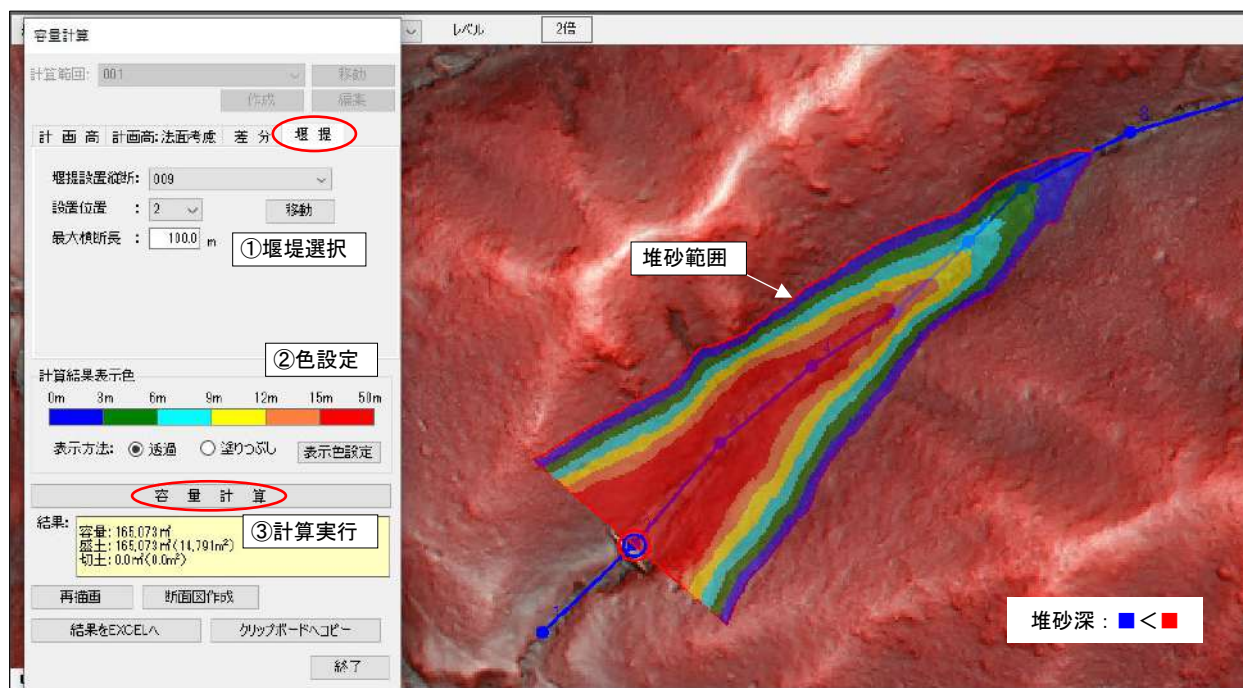 容量計算
レベル
2倍
計算範囲: 001
移動
作成
編集
計 画 高
計画高:法面考慮
差 分
堰 堤
堰堤設置縦断: 009
設置位置 : 2
移動
最大横断長 : 100.0 m
①堰堤選択
堆砂範囲
②色設定
計算結果表示色
0m 3m 6m 9m 12m 15m 50m
表示方法: 透過 塗りつぶし 表示色設定
容 量 計 算
結果:
容量: 165,073㎥
盛土: 165,073㎥(14,791m²)
切土: 0.0㎥(0.0m²)
③計算実行
再描画
断面図作成
結果をEXCELへ
クリップボードへコピー
終了
堆砂深:■<■
8
1